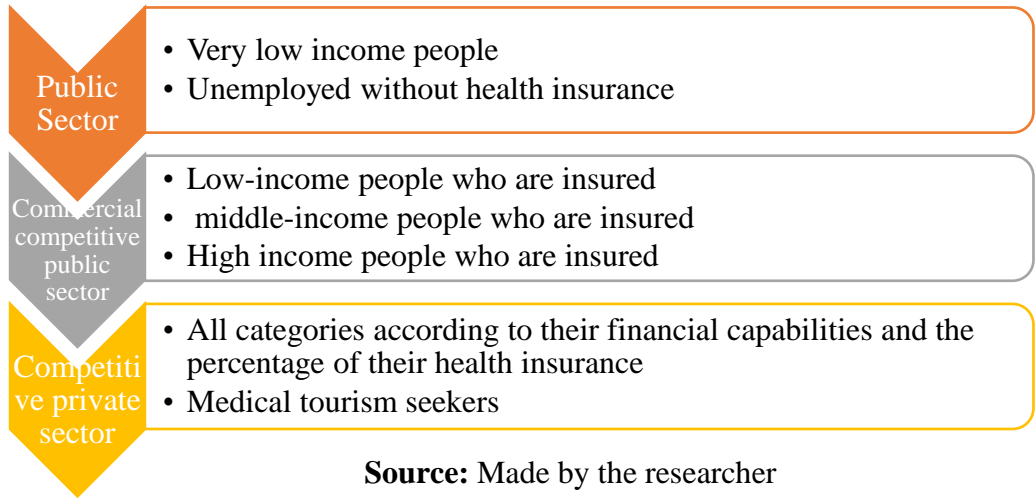 Public
Sector
• Very low income people
• Unemployed without health insurance
Commercial
competitive
public
sector
• Low-income people who are insured
• middle-income people who are insured
• High income people who are insured
Competiti
ve private
sector
• All categories according to their financial capabilities and the
percentage of their health insurance
• Medical tourism seekers
Source: Made by the researcher